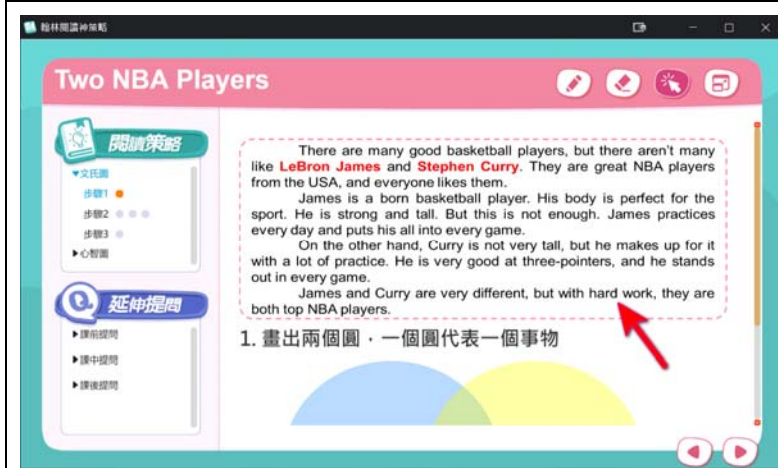 翰林閱讀神策略
Two NBA Players
閱讀策略
▾文氏圖
步驟1
步驟2
步驟3
▸心智圖
延伸提問
▸課前提問
▸課中提問
▸課後提問
There are many good basketball players, but there aren't many
like LeBron James and Stephen Curry. They are great NBA players
from the USA, and everyone likes them.
James is a born basketball player. His body is perfect for the
sport. He is strong and tall. But this is not enough. James practices
every day and puts his all into every game.
On the other hand, Curry is not very tall, but he makes up for it
with a lot of practice. He is very good at three-pointers, and he stands
out in every game.
James and Curry are very different, but with hard work, they are
both top NBA players.
1. 畫出兩個圓，一個圓代表一個事物